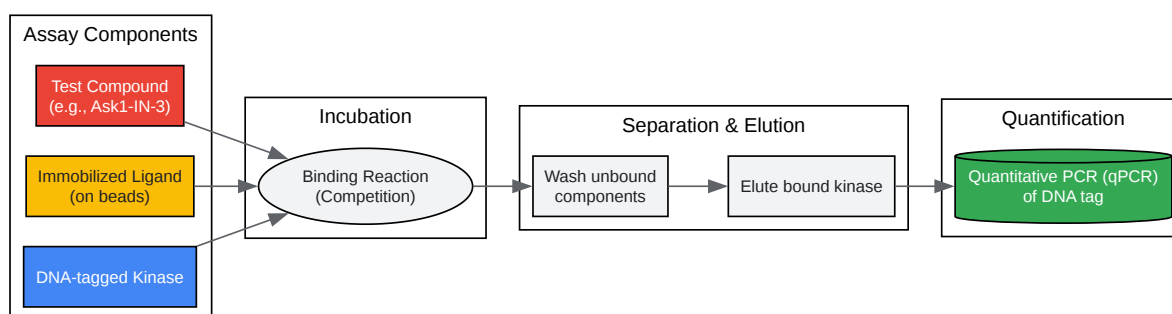 Assay Components
Test Compound
(e.g., Ask1-IN-3)
Immobilized Ligand
(on beads)
DNA-tagged Kinase
Incubation
Binding Reaction
(Competition)
Separation & Elution
Wash unbound
components
Elute bound kinase
Quantification
Quantitative PCR (qPCR)
of DNA tag